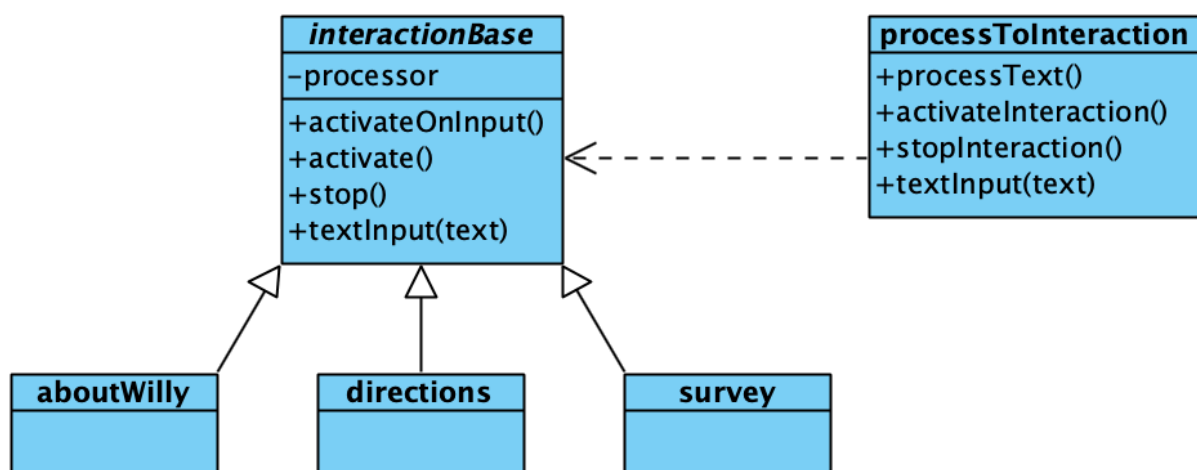 interactionBase
-processor
+activateOnInput()
+activate()
+stop()
+textInput(text)
processToInteraction
+processText()
+activateInteraction()
+stopInteraction()
+textInput(text)
aboutWilly
directions
survey